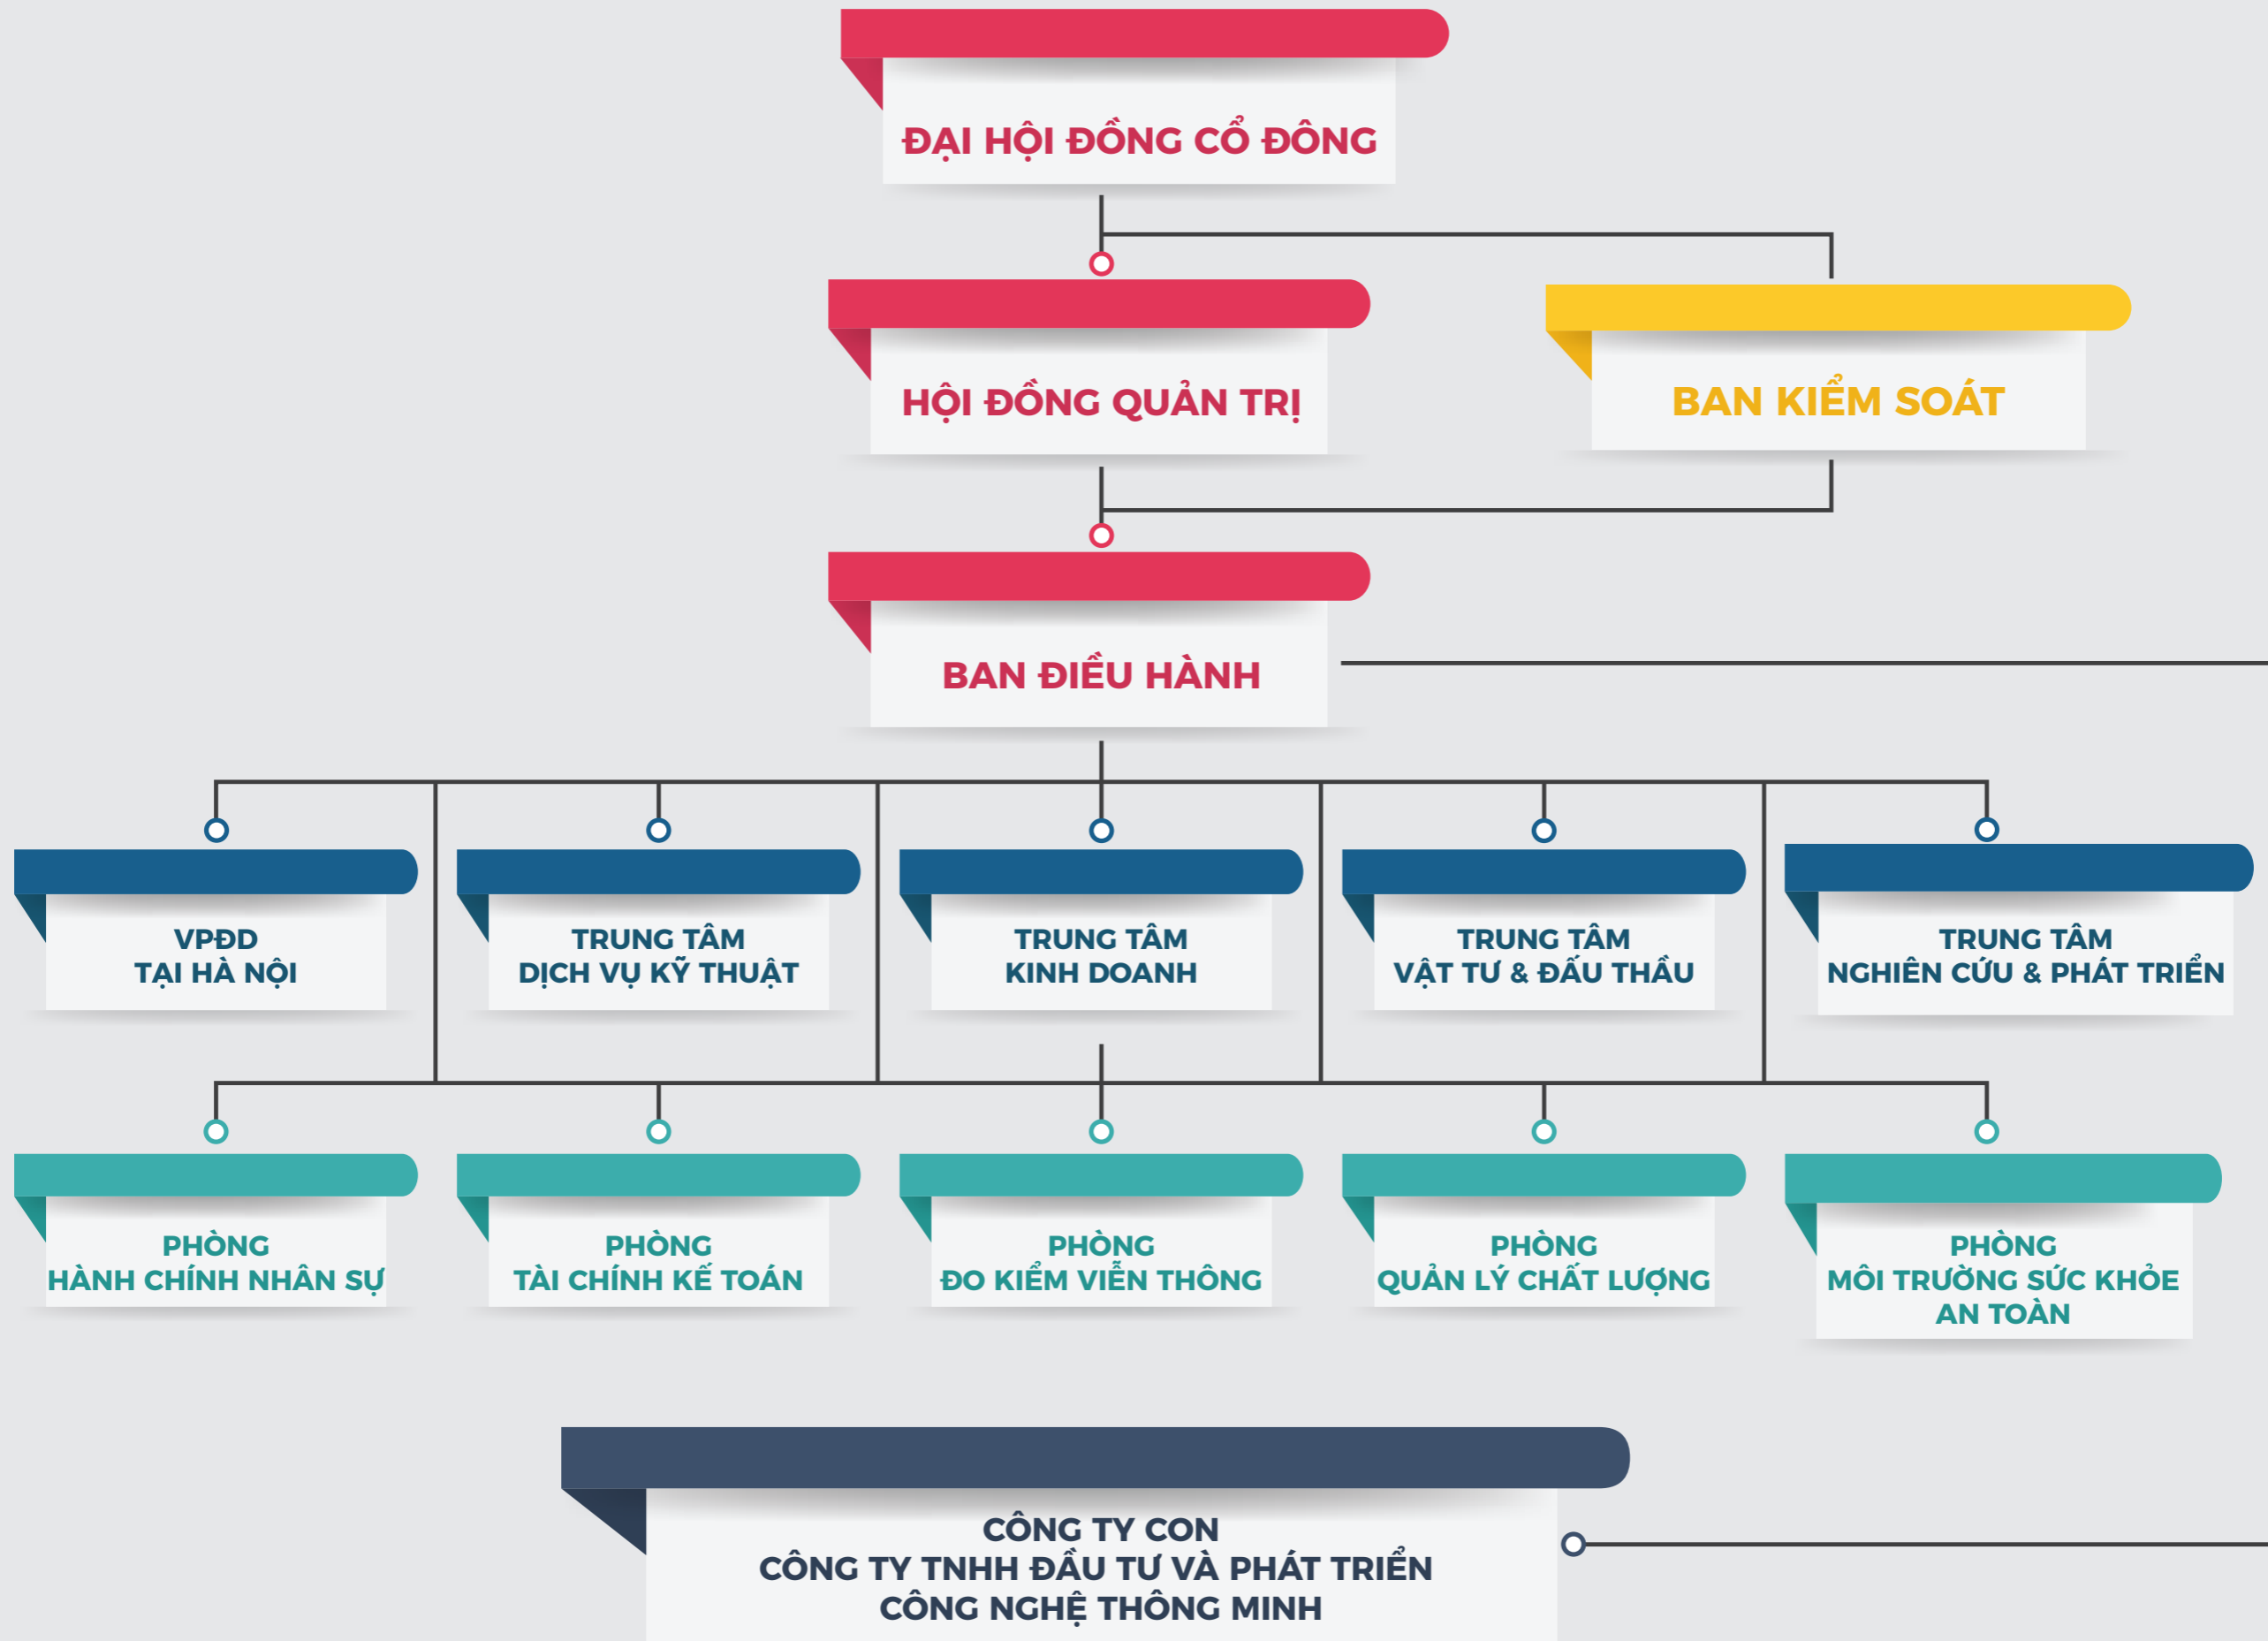 ĐẠI HỘI ĐỒNG CỔ ĐÔNG
HỘI ĐỒNG QUẢN TRỊ
BAN KIỂM SOÁT
BAN ĐIỀU HÀNH
VPĐD
TẠI HÀ NỘI
TRUNG TÂM
DỊCH VỤ KỸ THUẬT
TRUNG TÂM
KINH DOANH
TRUNG TÂM
VẬT TƯ & ĐẤU THẦU
TRUNG TÂM
NGHIÊN CỨU & PHÁT TRIỂN
PHÒNG
HÀNH CHÍNH NHÂN SỰ
PHÒNG
TÀI CHÍNH KẾ TOÁN
PHÒNG
ĐO KIỂM VIỄN THÔNG
PHÒNG
QUẢN LÝ CHẤT LƯỢNG
PHÒNG
MÔI TRƯỜNG SỨC KHỎE
AN TOÀN
CÔNG TY CON
CÔNG TY TNHH ĐẦU TƯ VÀ PHÁT TRIỂN
CÔNG NGHỆ THÔNG MINH